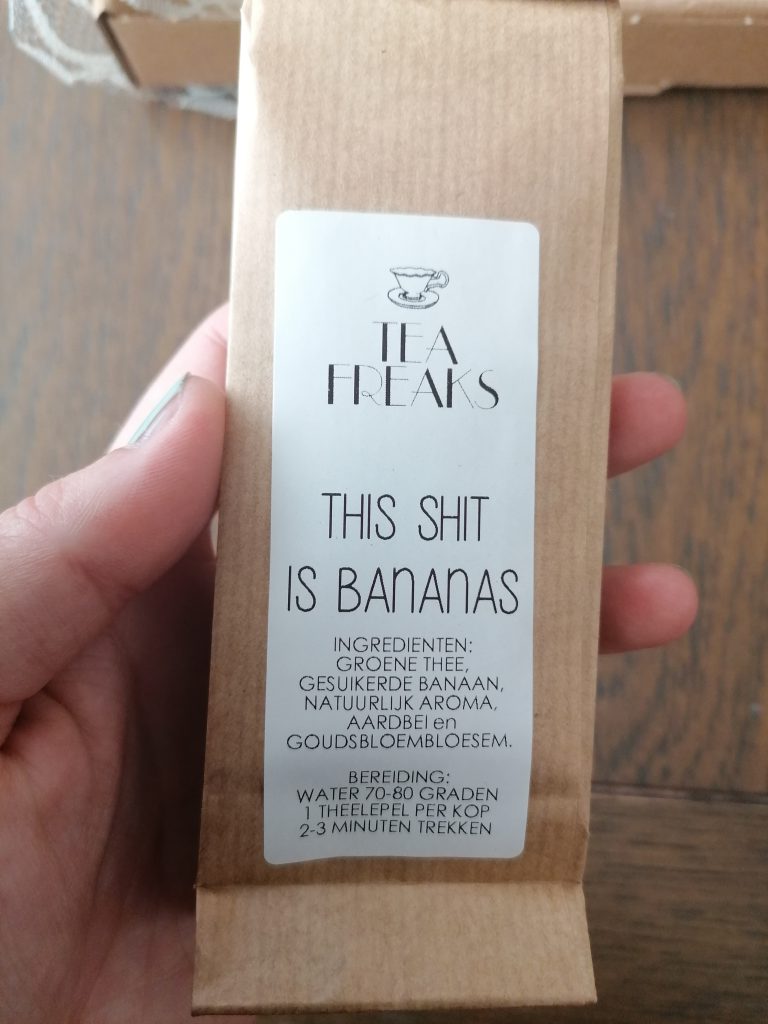 TEA
FREAKS
THIS SHIT
IS BANANAS
INGREDIENTEN:
GROENE THEE,
GESUIKERDE BANAAN,
NATUURLIJK AROMA,
AARDBEI en
GOUDSBLOEMBLOESEM.
BEREIDING:
WATER 70-80 GRADEN
1 THEELEPEL PER KOP
2-3 MINUTEN TREKKEN